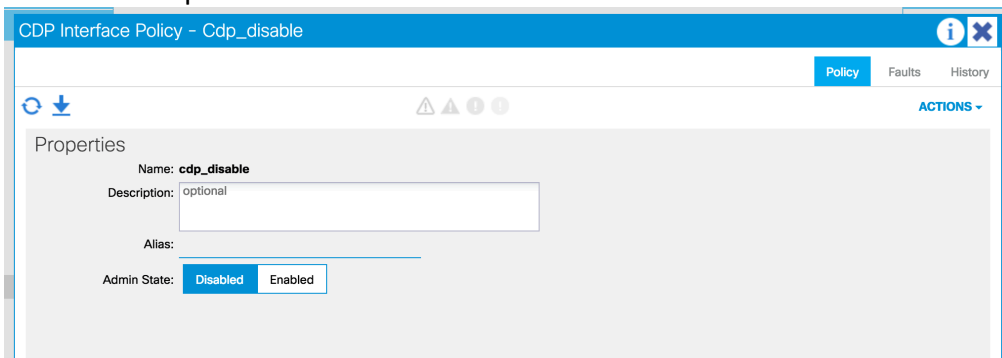 CDP Interface Policy - Cdp_disable
i
Policy Faults History
ACTIONS
Properties
Name: cdp_disable
Description: optional
Alias:
Admin State: Disabled Enabled